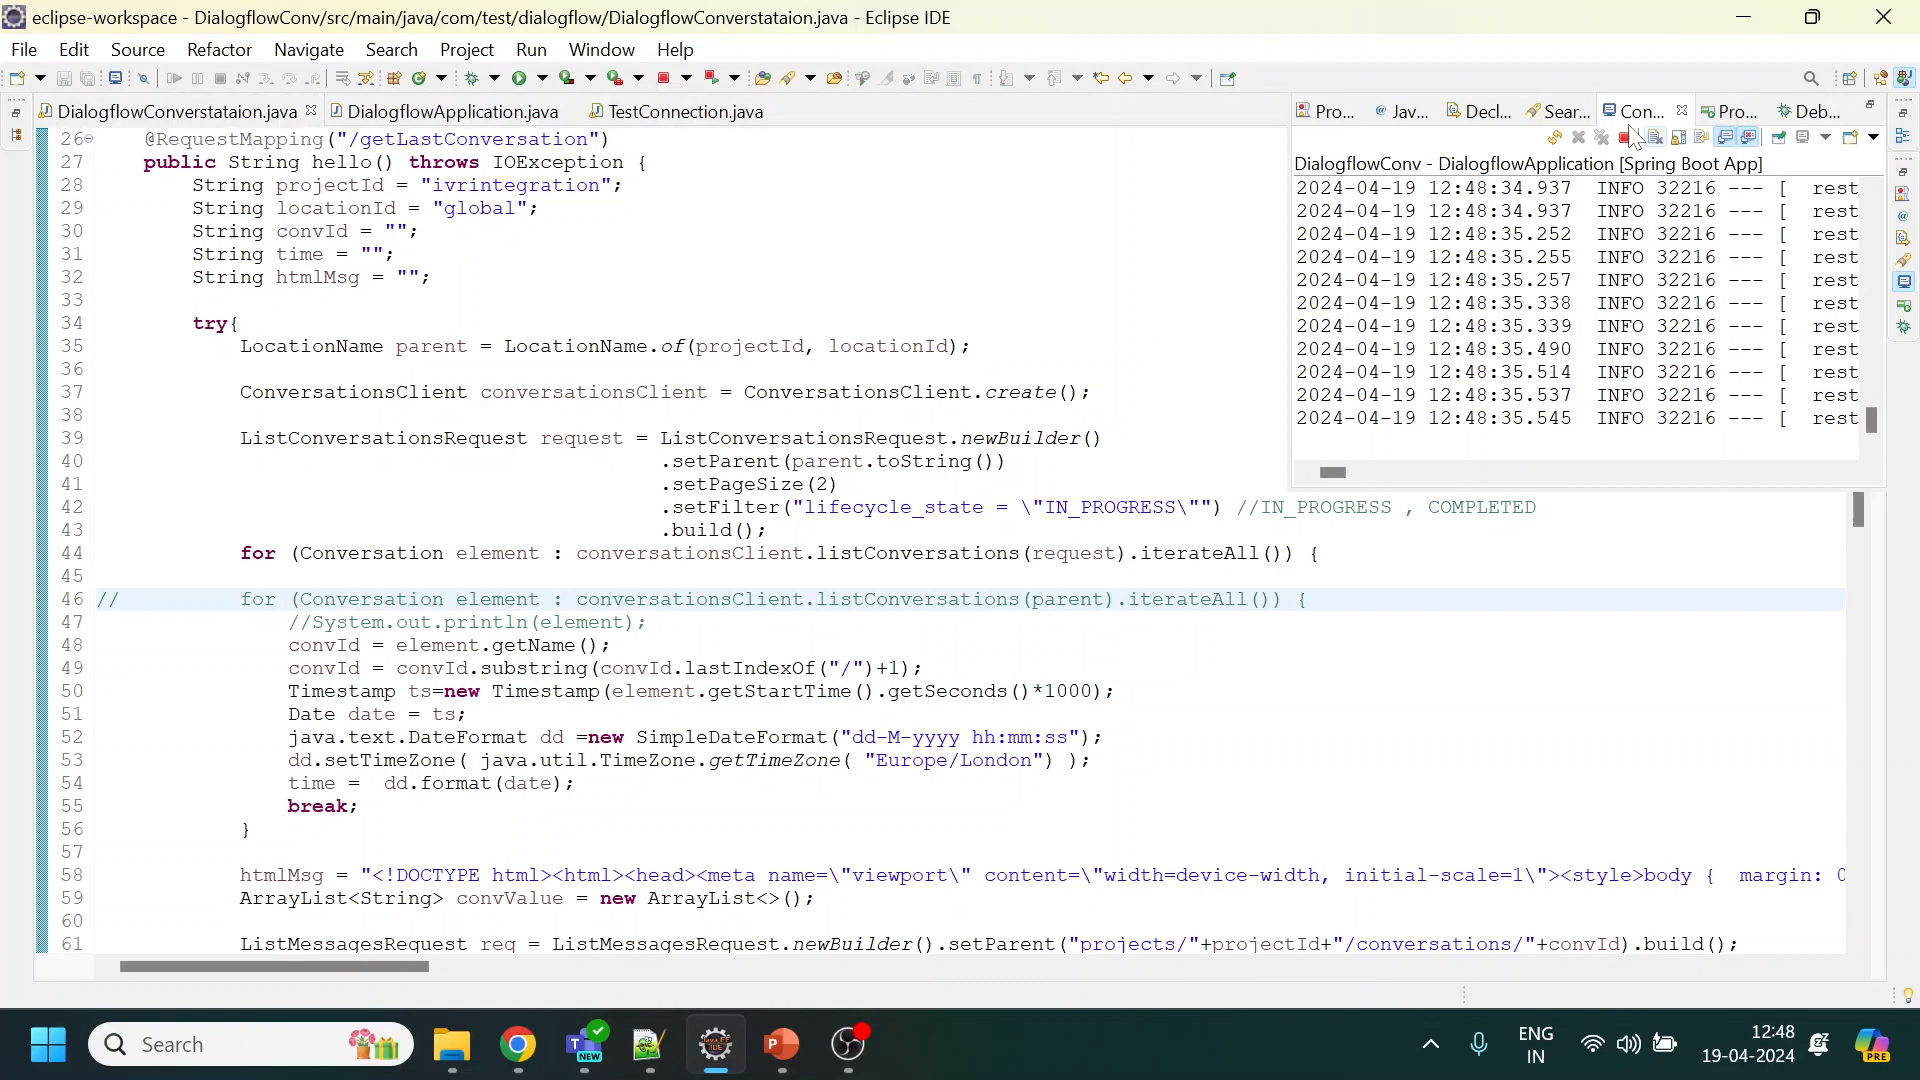 eclipse-workspace - DialogflowConv/src/main/java/com/test/dialogflow/DialogflowConverstataion.java - Eclipse IDE
File Edit Source Refactor Navigate Search Project Run Window Help
DialogflowConverstataion.java DialogflowApplication.java TestConnection.java
26 @RequestMapping("/getLastConversation")
27 public String hello() throws IOException {
28 String projectId = "ivrintegration";
29 String locationId = "global";
30 String convId = "";
31 String time = "";
32 String htmlMsg = "";
33
34 try{
35 LocationName parent = LocationName.of(projectId, locationId);
36
37 ConversationsClient conversationsClient = ConversationsClient.create();
38
39 ListConversationsRequest request = ListConversationsRequest.newBuilder()
40 .setParent(parent.toString())
41 .setPageSize(2)
42 .setFilter("lifecycle_state = \"IN_PROGRESS\"") //IN_PROGRESS , COMPLETED
43 .build();
44 for (Conversation element : conversationsClient.listConversations(request).iterateAll()) {
45
46 // for (Conversation element : conversationsClient.listConversations(parent).iterateAll()) {
47 //System.out.println(element);
48 convId = element.getName();
49 convId = convId.substring(convId.lastIndexOf("/")+1);
50 Timestamp ts=new Timestamp(element.getStartTime().getSeconds()*1000);
51 Date date = ts;
52 java.text.DateFormat dd =new SimpleDateFormat("dd-M-yyyy hh:mm:ss");
53 dd.setTimeZone( java.util.TimeZone.getTimeZone( "Europe/London") );
54 time = dd.format(date);
55 break;
56 }
57
58 htmlMsg = "<!DOCTYPE html><html><head><meta name=\"viewport\" content=\"width=device-width, initial-scale=1\"><style>body { margin: 0
59 ArrayList<String> convValue = new ArrayList<>();
60
61 ListMessagesRequest req = ListMessagesRequest.newBuilder().setParent("projects/"+projectId+"/conversations/"+convId).build();
Pro... Jav... Decl... Sear... Con... Pro... Deb...
DialogflowConv - DialogflowApplication [Spring Boot App]
2024-04-19 12:48:34.937 INFO 32216 --- [ rest
2024-04-19 12:48:34.937 INFO 32216 --- [ rest
2024-04-19 12:48:35.252 INFO 32216 --- [ rest
2024-04-19 12:48:35.255 INFO 32216 --- [ rest
2024-04-19 12:48:35.257 INFO 32216 --- [ rest
2024-04-19 12:48:35.338 INFO 32216 --- [ rest
2024-04-19 12:48:35.339 INFO 32216 --- [ rest
2024-04-19 12:48:35.490 INFO 32216 --- [ rest
2024-04-19 12:48:35.514 INFO 32216 --- [ rest
2024-04-19 12:48:35.537 INFO 32216 --- [ rest
2024-04-19 12:48:35.545 INFO 32216 --- [ rest
Search
NEW
ENG
IN
12:48
19-04-2024
PRE